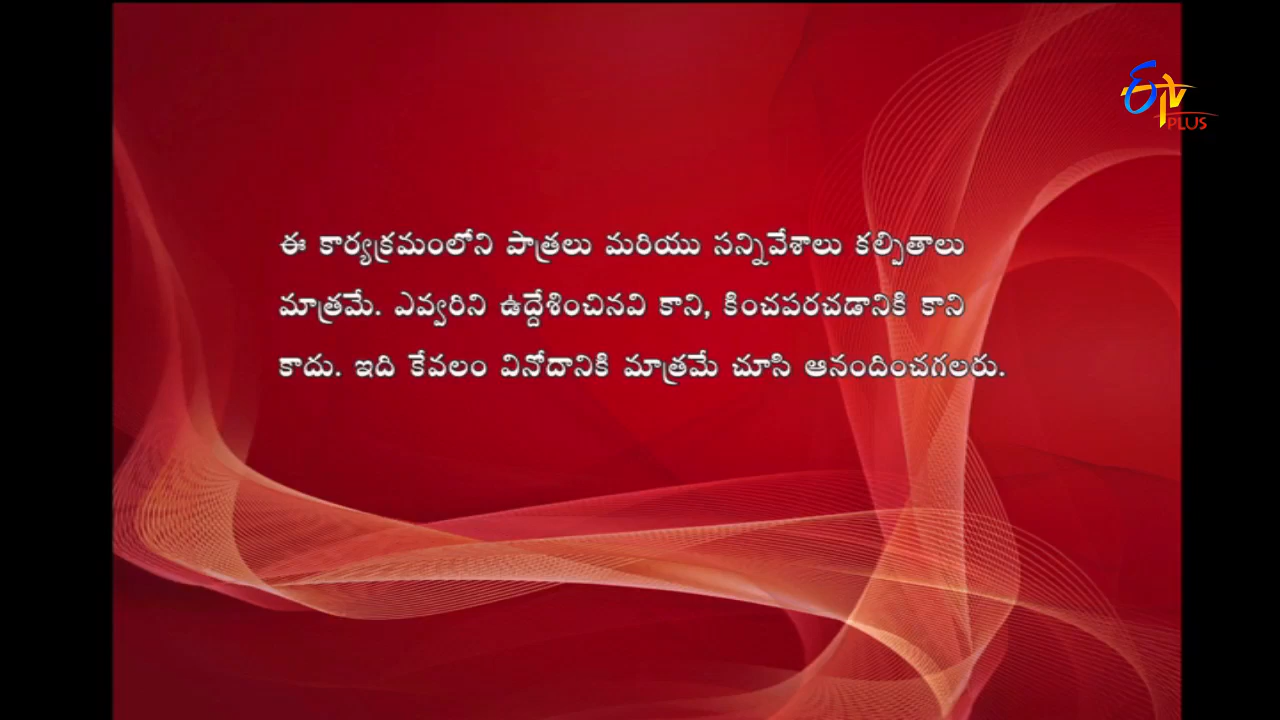 ఈ కార్యక్రమంలోని పాత్రలు మరియు సన్నివేశాలు కల్పితాలు
మాత్రమే. ఎవ్వరిని ఉద్దేశించినవి కాని, కించపరచడానికి కాని
కాదు. ఇది కేవలం వినోదానికి మాత్రమే చూసి ఆనందించగలరు.
ETV
PLUS